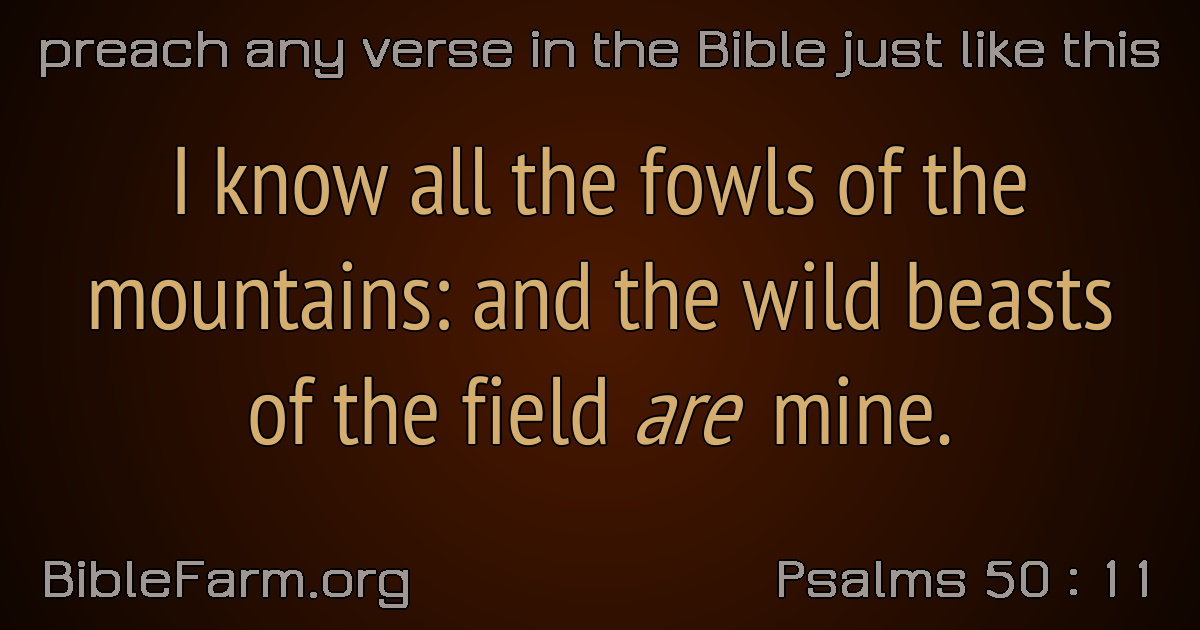 preach any verse in the Bible just like this
I know all the fowls of the
mountains: and the wild beasts
of the field are mine.
BibleFarm.org
Psalms 50 : 11